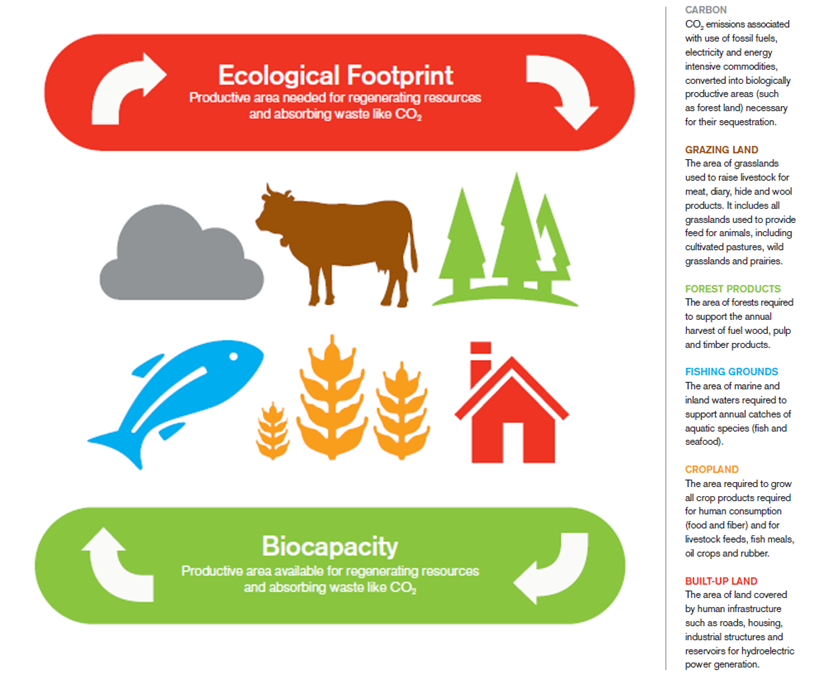 Ecological Footprint
Productive area needed for regenerating resources
and absorbing waste like CO₂
Biocapacity
Productive area available for regenerating resources
and absorbing waste like CO₂
CARBON
CO₂ emissions associated
with use of fossil fuels,
electricity and energy
intensive commodities,
converted into biologically
productive areas (such
as forest land) necessary
for their sequestration.
GRAZING LAND
The area of grasslands
used to raise livestock for
meat, diary, hide and wool
products. It includes all
grasslands used to provide
feed for animals, including
cultivated pastures, wild
grasslands and prairies.
FOREST PRODUCTS
The area of forests required
to support the annual
harvest of fuel wood, pulp
and timber products.
FISHING GROUNDS
The area of marine and
inland waters required to
support annual catches of
aquatic species (fish and
seafood).
CROPLAND
The area required to grow
all crop products required
for human consumption
(food and fiber) and for
livestock feeds, fish meals,
oil crops and rubber.
BUILT-UP LAND
The area of land covered
by human infrastructure
such as roads, housing,
industrial structures and
reservoirs for hydroelectric
power generation.